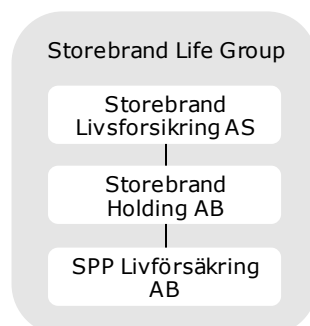 Storebrand Life Group
Storebrand
Livsforsikring AS
Storebrand
Holding AB
SPP Livförsäkring
AB